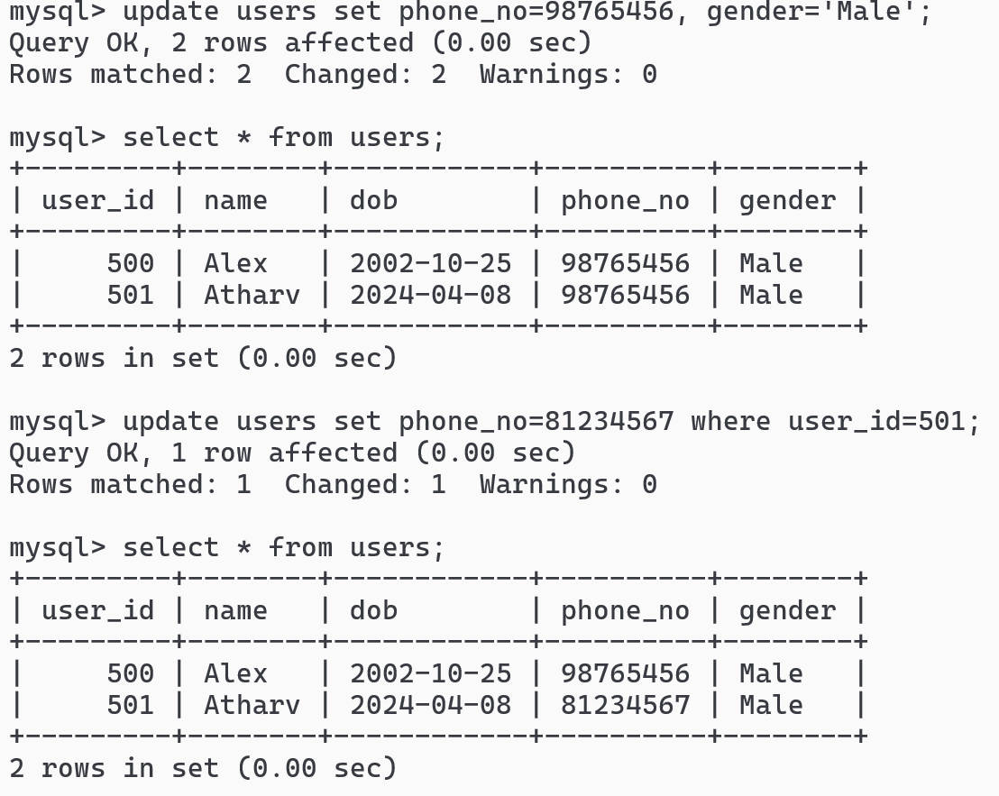 mysql> update users set phone_no=98765456, gender='Male';
Query OK, 2 rows affected (0.00 sec)
Rows matched: 2  Changed: 2  Warnings: 0

mysql> select * from users;
+---------+--------+------------+----------+--------+
| user_id | name   | dob        | phone_no | gender |
+---------+--------+------------+----------+--------+
|     500 | Alex   | 2002-10-25 | 98765456 | Male   |
|     501 | Atharv | 2024-04-08 | 98765456 | Male   |
+---------+--------+------------+----------+--------+
2 rows in set (0.00 sec)

mysql> update users set phone_no=81234567 where user_id=501;
Query OK, 1 row affected (0.00 sec)
Rows matched: 1  Changed: 1  Warnings: 0

mysql> select * from users;
+---------+--------+------------+----------+--------+
| user_id | name   | dob        | phone_no | gender |
+---------+--------+------------+----------+--------+
|     500 | Alex   | 2002-10-25 | 98765456 | Male   |
|     501 | Atharv | 2024-04-08 | 81234567 | Male   |
+---------+--------+------------+----------+--------+
2 rows in set (0.00 sec)